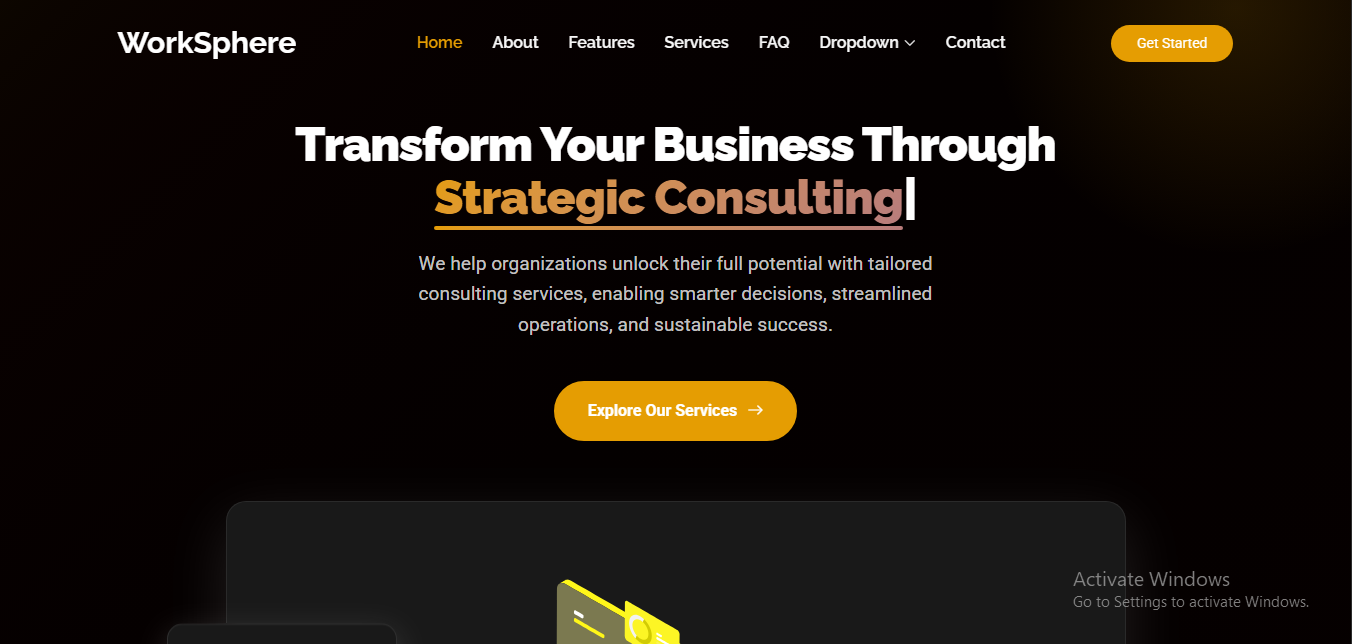 WorkSphere
Home About Features Services FAQ Dropdown Contact
Get Started
Transform Your Business Through
Strategic Consulting|
We help organizations unlock their full potential with tailored
consulting services, enabling smarter decisions, streamlined
operations, and sustainable success.
Explore Our Services →
Activate Windows
Go to Settings to activate Windows.